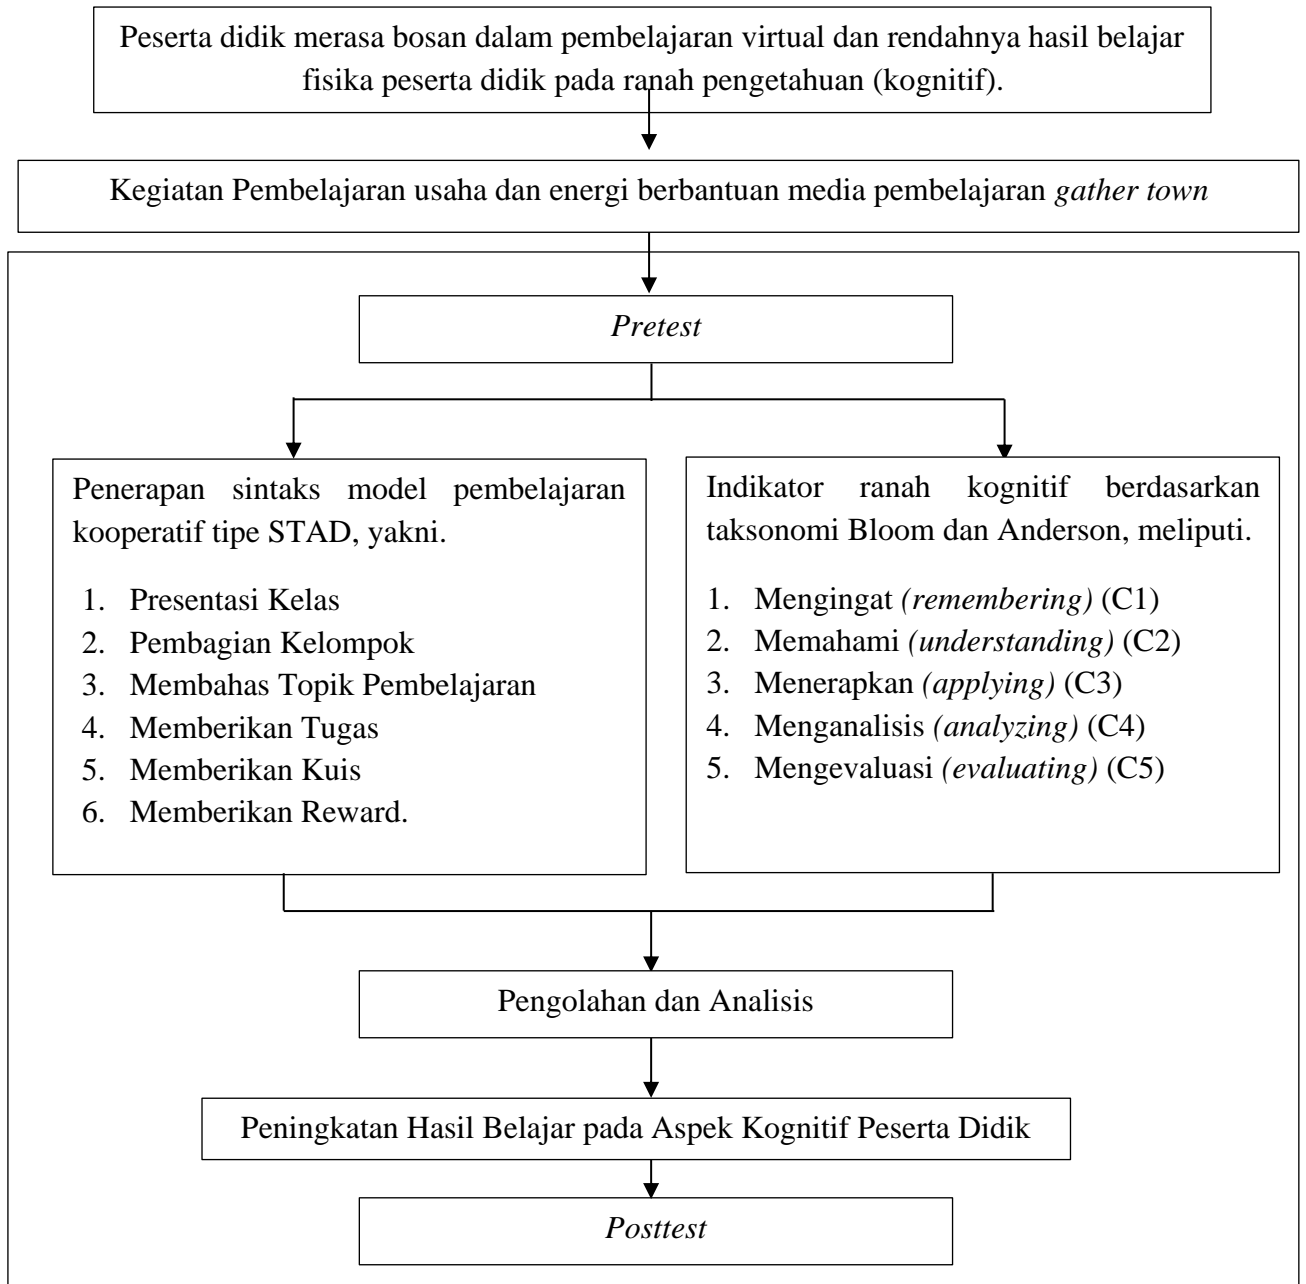 Peserta didik merasa bosan dalam pembelajaran virtual dan rendahnya hasil belajar
fisika peserta didik pada ranah pengetahuan (kognitif).
Kegiatan Pembelajaran usaha dan energi berbantuan media pembelajaran gather town
Pretest
Penerapan sintaks model pembelajaran
kooperatif tipe STAD, yakni.
1. Presentasi Kelas
2. Pembagian Kelompok
3. Membahas Topik Pembelajaran
4. Memberikan Tugas
5. Memberikan Kuis
6. Memberikan Reward.
Indikator ranah kognitif berdasarkan
taksonomi Bloom dan Anderson, meliputi.
1. Mengingat (remembering) (C1)
2. Memahami (understanding) (C2)
3. Menerapkan (applying) (C3)
4. Menganalisis (analyzing) (C4)
5. Mengevaluasi (evaluating) (C5)
Pengolahan dan Analisis
Peningkatan Hasil Belajar pada Aspek Kognitif Peserta Didik
Posttest